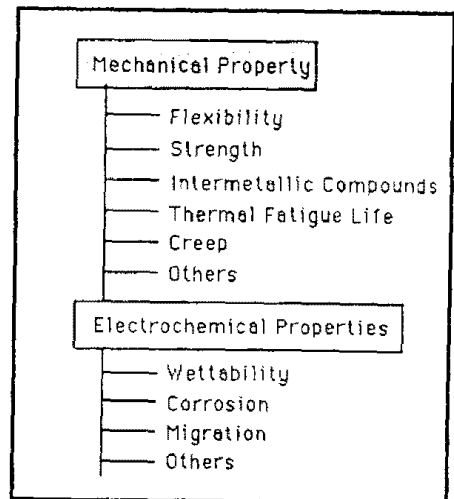 Mechanical Property
Flexibility
Strength
Intermetallic Compounds
Thermal Fatigue Life
Creep
Others
Electrochemical Properties
Wettability
Corrosion
Migration
Others